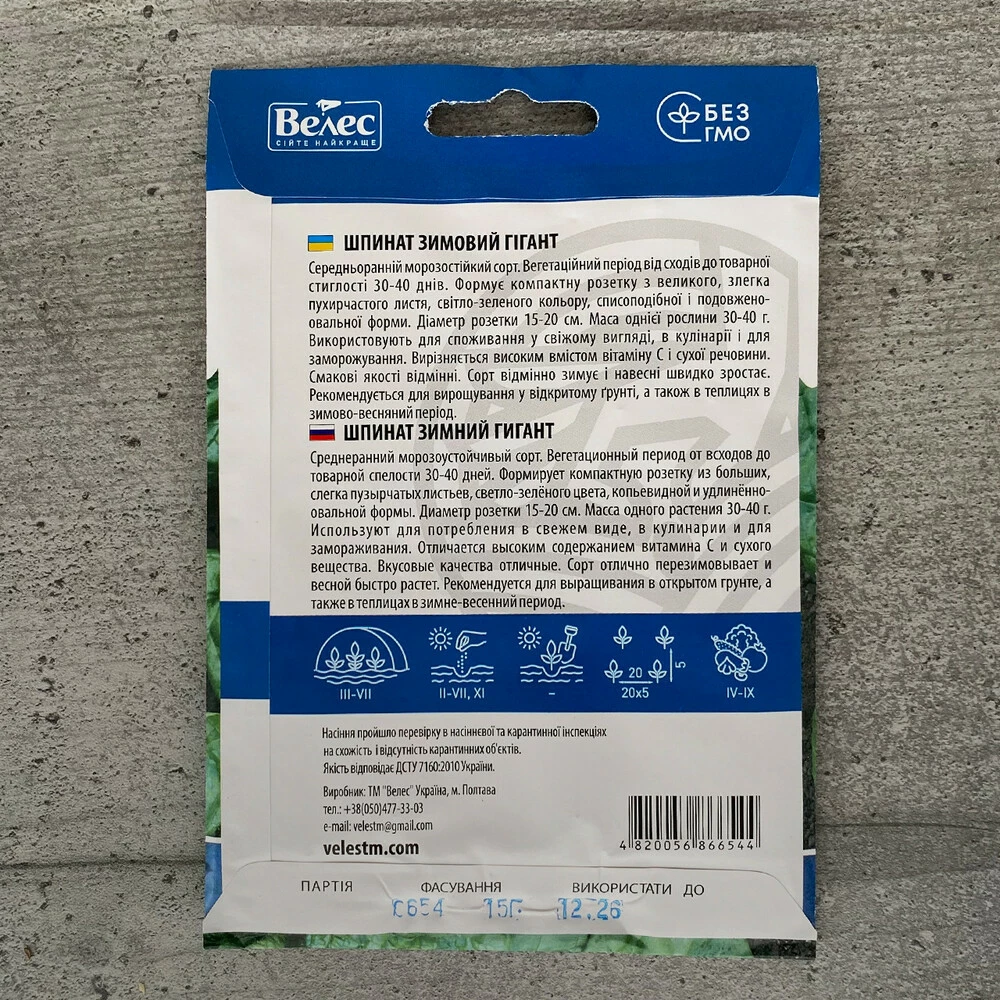 Велес
СІЙТЕ НАЙКРАЩЕ
БЕЗ
ГМО
ШПИНАТ ЗИМОВИЙ ГІГАНТ
Середньоранній морозостійкий сорт. Вегетаційний період від сходів до товарної
стиглості 30-40 днів. Формує компактну розетку з великого, злегка
пухирчастого листя, світло-зеленого кольору, списоподібної і подовжено-
овальної форми. Діаметр розетки 15-20 см. Маса однієї рослини 30-40 г.
Використовують для споживання у свіжому вигляді, в кулінарії і для
заморожування. Вирізняється високим вмістом вітаміну С і сухої речовини.
Смакові якості відмінні. Сорт відмінно зимує і навесні швидко зростає.
Рекомендується для вирощування у відкритому ґрунті, а також в теплицях в
зимово-весняний період.
ШПИНАТ ЗИМНИЙ ГИГАНТ
Среднеранний морозоустойчивый сорт. Вегетационный период от всходов до
товарной спелости 30-40 дней. Формирует компактную розетку из больших,
слегка пузырчатых листьев, светло-зелёного цвета, копьевидной и удлинённо-
овальной формы. Диаметр розетки 15-20 см. Масса одного растения 30-40 г.
Используют для потребления в свежем виде, в кулинарии и для
замораживания. Отличается высоким содержанием витамина С и сухого
вещества. Вкусовые качества отличные. Сорт отлично перезимовывает и
весной быстро растет. Рекомендуется для выращивания в открытом грунте, а
также в теплицах в зимне-весенний период.
20
5
III-VII
II-VII, XI
–
20x5
IV-IX
Насіння пройшло перевірку в насіннєвої та карантинної інспекціях
на схожість і відсутність карантинних об'єктів.
Якість відповідає ДСТУ 7160:2010 України.
Виробник: ТМ "Велес" Україна, м. Полтава
тел.: +38(050)477-33-03
e-mail: velestm@gmail.com
velestm.com
4820056866544
ПАРТІЯ ФАСУВАННЯ ВИКОРИСТАТИ ДО
С654 15Г 12.26